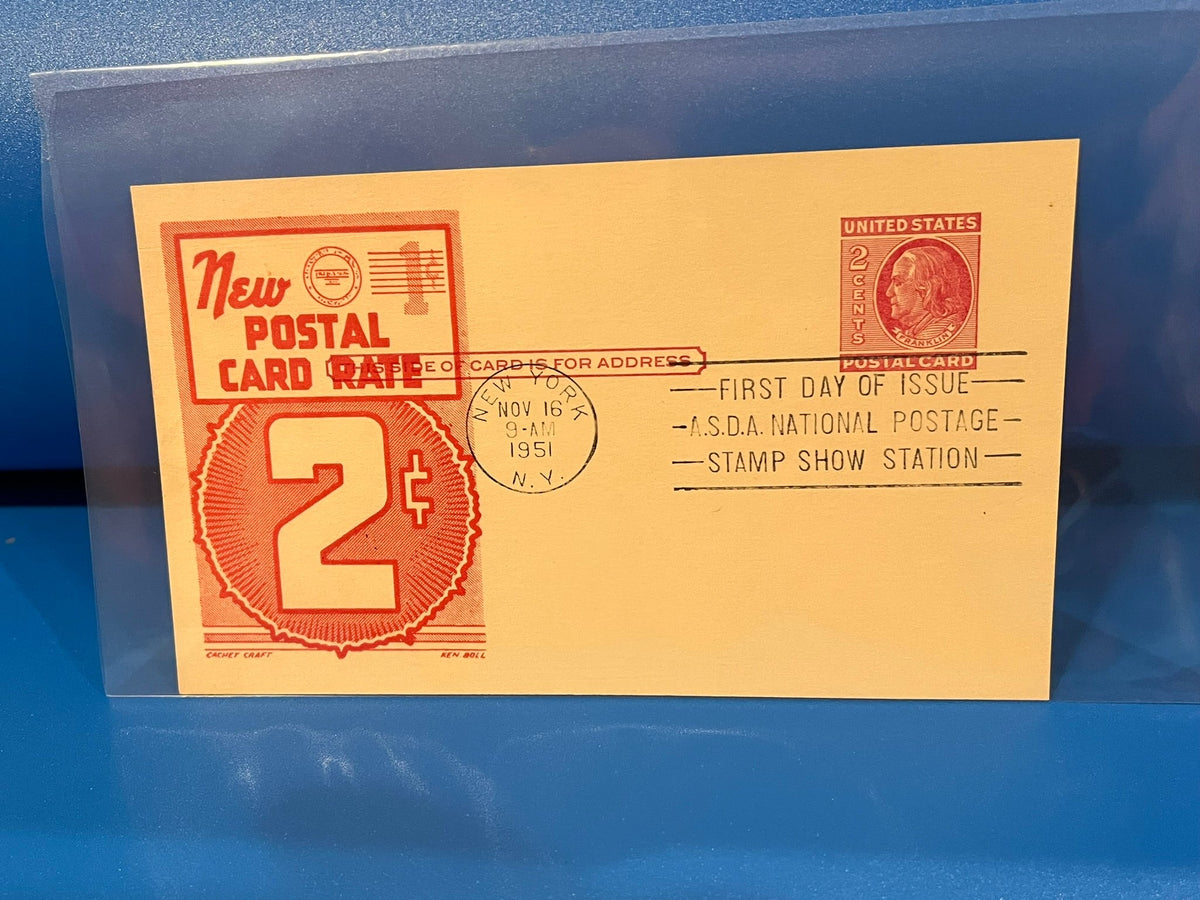 New
1¢
POSTAL
CARD RATE
2¢
CACHET CRAFT
KEN BOLL
THIS SIDE OF CARD IS FOR ADDRESS
NEW YORK
NOV 16
9-AM
1951
N.Y.
UNITED STATES
2 CENTS
FRANKLIN
POSTAL CARD
FIRST DAY OF ISSUE
A.S.D.A. NATIONAL POSTAGE
STAMP SHOW STATION